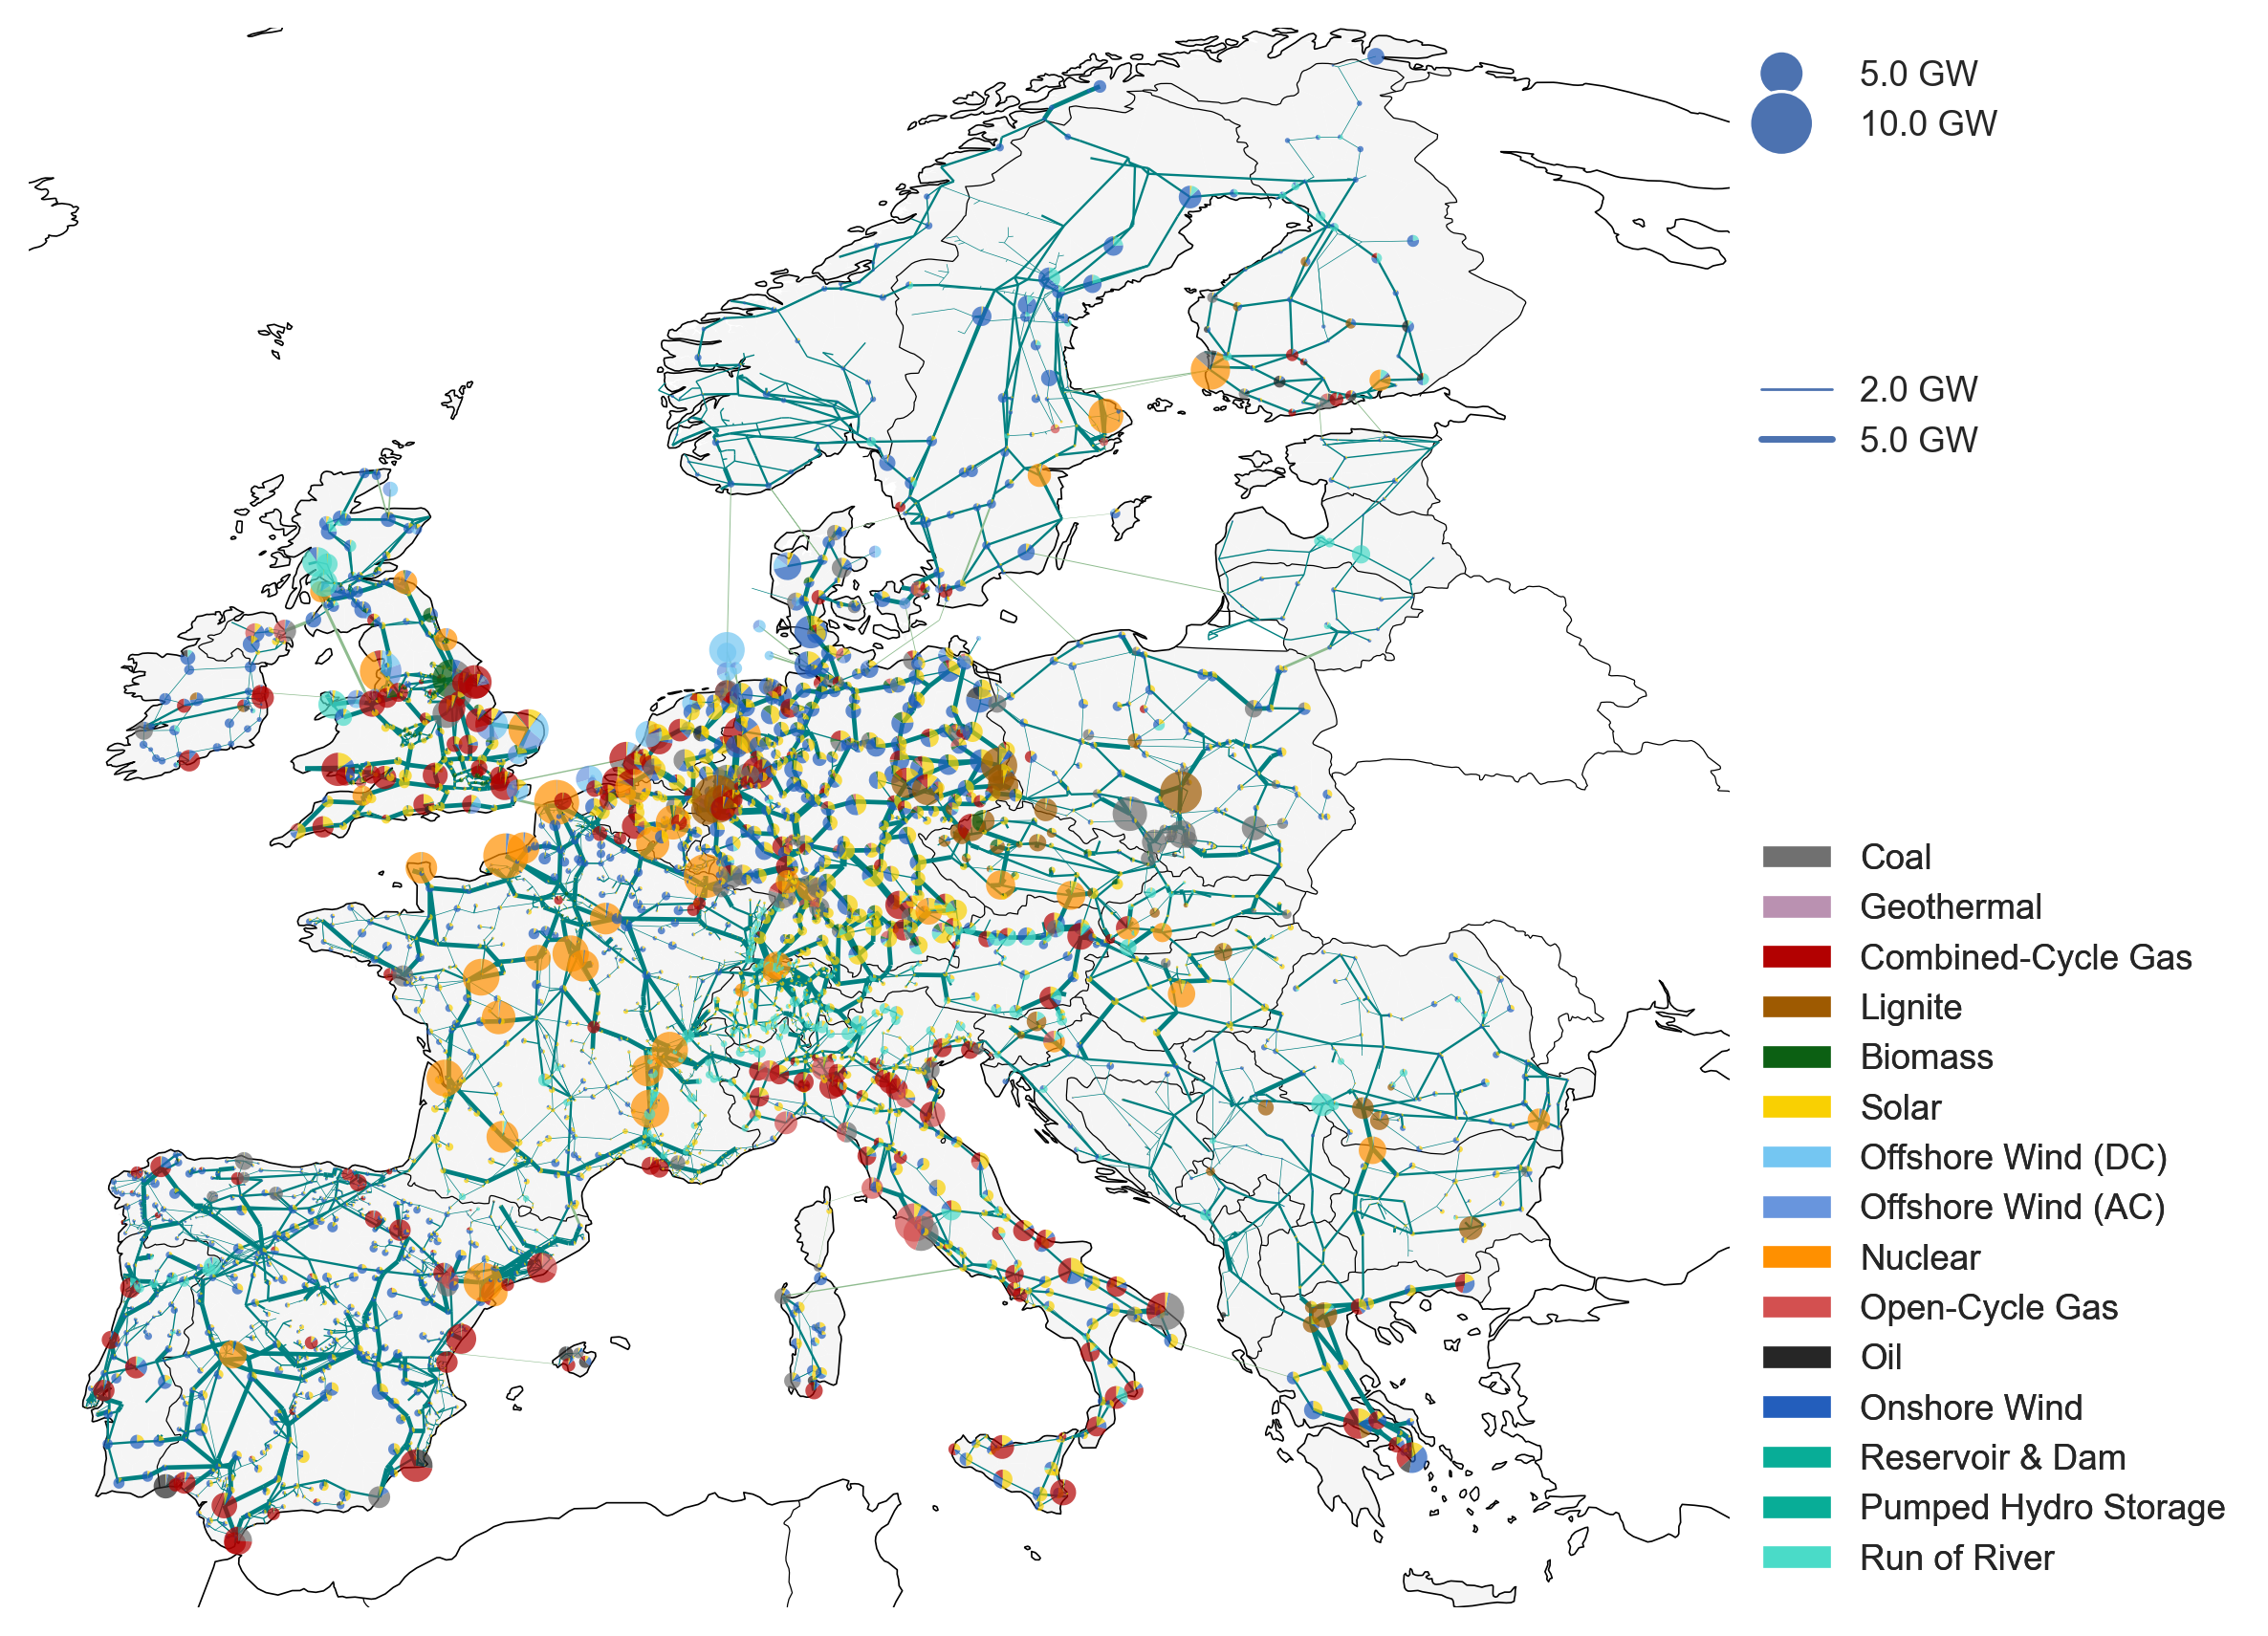 5.0 GW
10.0 GW
2.0 GW
5.0 GW
Coal
Geothermal
Combined-Cycle Gas
Lignite
Biomass
Solar
Offshore Wind (DC)
Offshore Wind (AC)
Nuclear
Open-Cycle Gas
Oil
Onshore Wind
Reservoir & Dam
Pumped Hydro Storage
Run of River